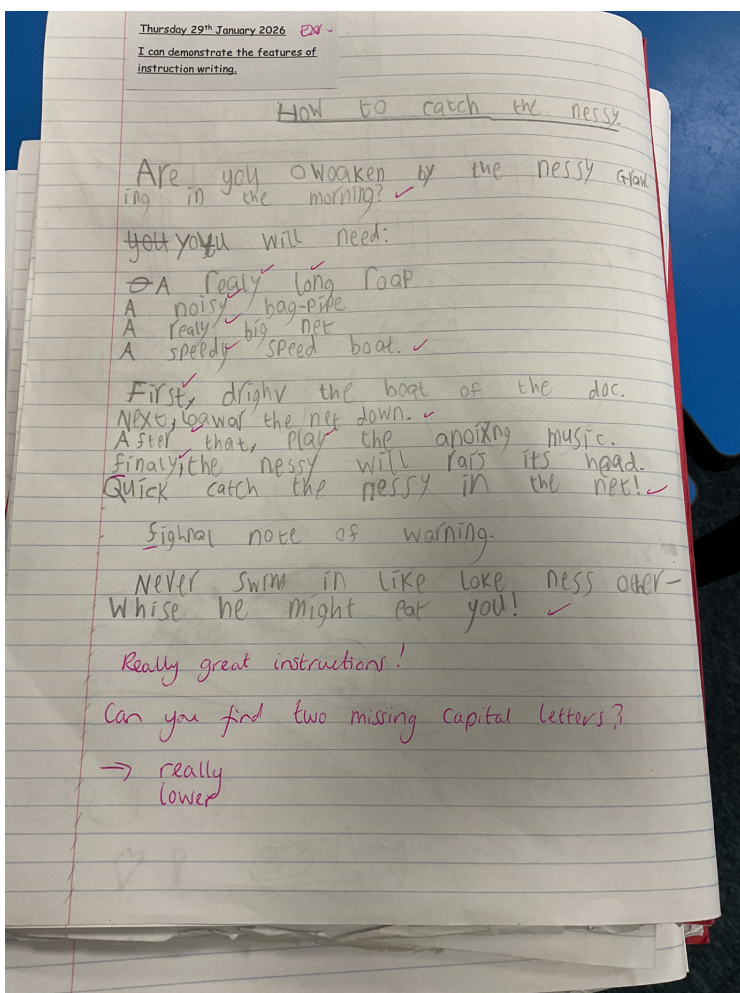 Thursday 29th January 2026 EXS
I can demonstrate the features of
instruction writing.
How to catch the nessy.
Are you owoaken by the nessy Grawl
ing in the morning?
you you will need:
A realy long roap
A noisy bag-pipe
A realy big net
A speedy speed boat.
First, drighv the boat of the doc.
Next, loawar the net down.
After that, play the anoixng music.
finaly, the nessy will rais its head.
Quick catch the nessy in the net!
fighnal note of warning.
Never swim in like loke ness other-
whise he might eat you!
Really great instructions!
Can you find two missing capital letters?
→ really
lower